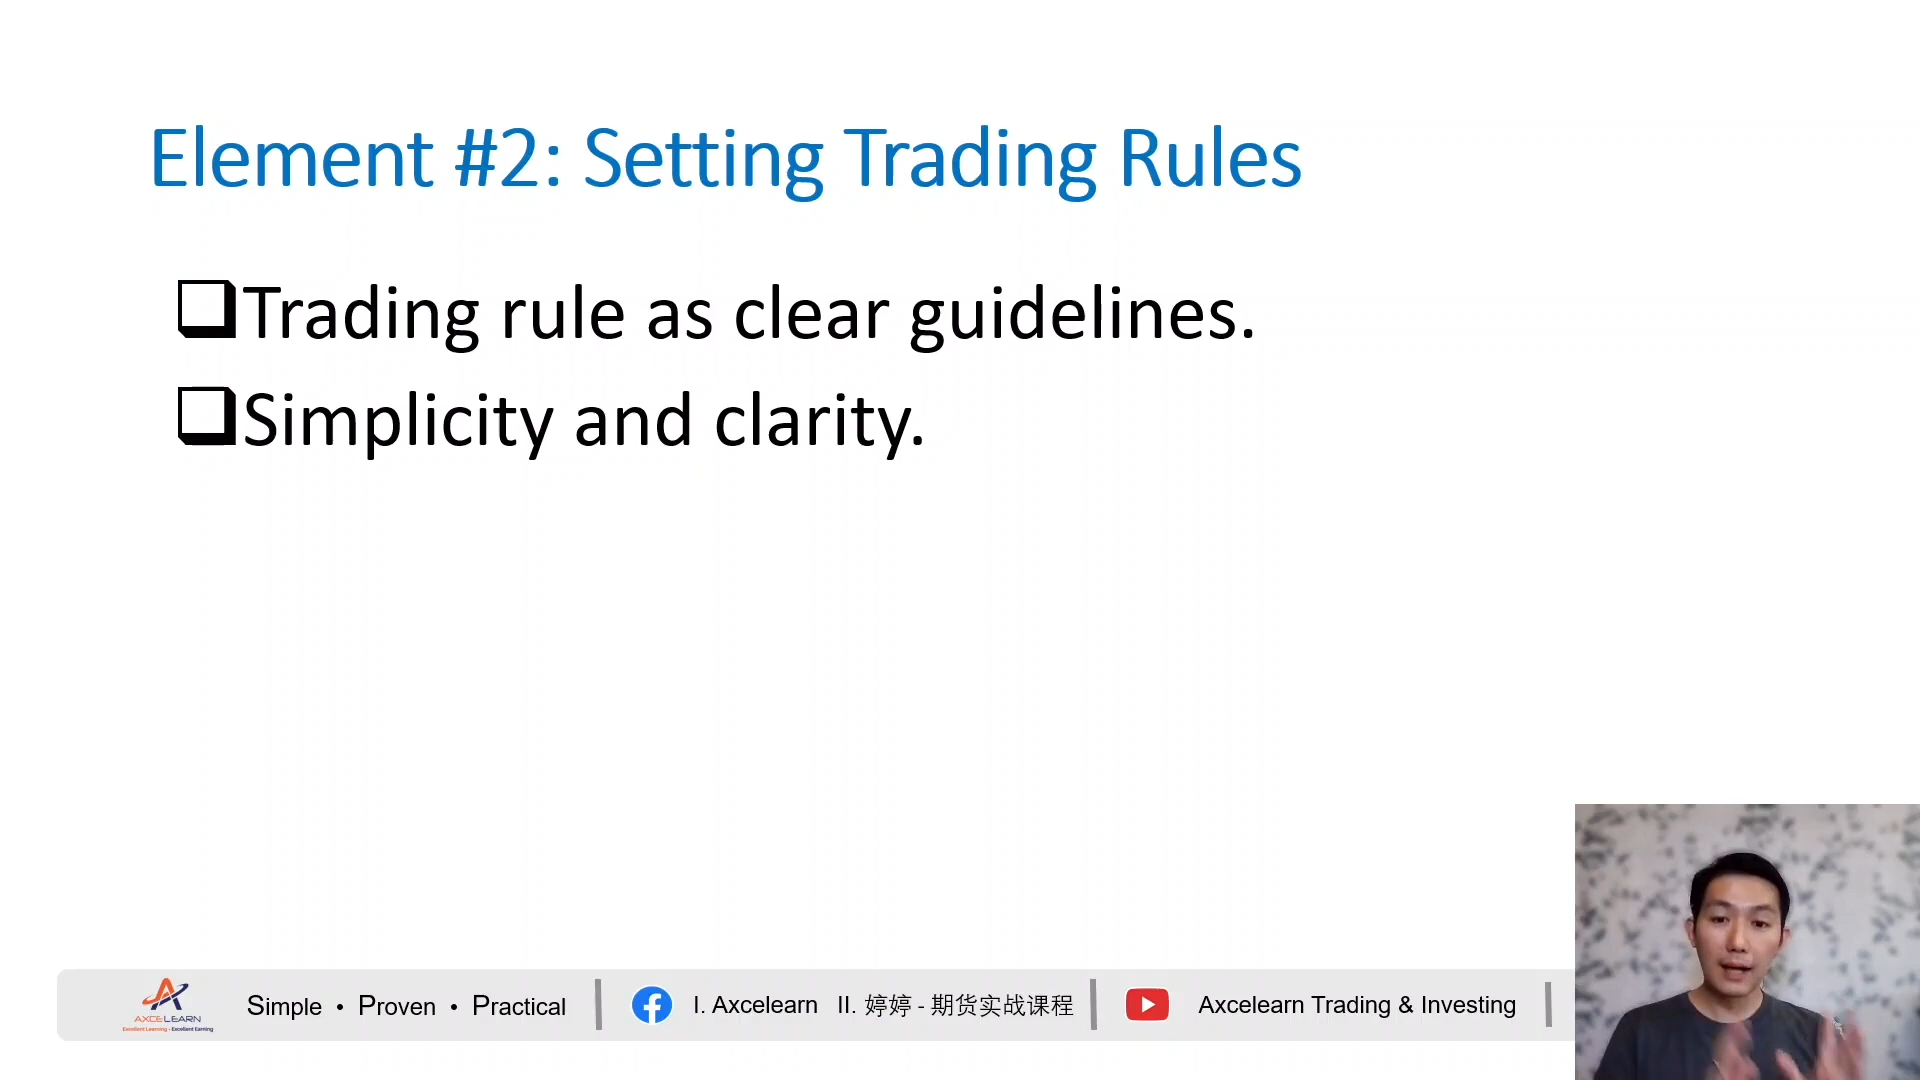 Element #2: Setting Trading Rules
Trading rule as clear guidelines.
Simplicity and clarity.
AXCELEARN
Excellent Learning - Excellent Earning
Simple • Proven • Practical
I. Axcelearn II. 婷婷 - 期货实战课程
Axcelearn Trading & Investing